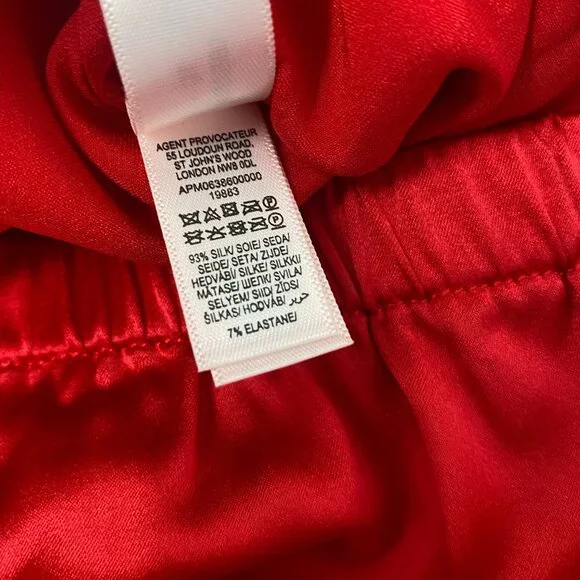 AGENT PROVOCATEUR
55 LOUDOUN ROAD,
ST JOHN'S WOOD
LONDON NW8 0DL
APM0638600000
19863
93% SILK/ SOIE/ SEDA/
SEIDE/ SETA/ ZIJDE/
HEDVÁBÍ/ SILKE/ SILKKI/
MÄTASE/ ШЕЛК/ SVILA/
SELYEM/ SIID/ ZĪDS/
ŠILKAS/ HODVÁB/ حرير
7% ELASTANE/